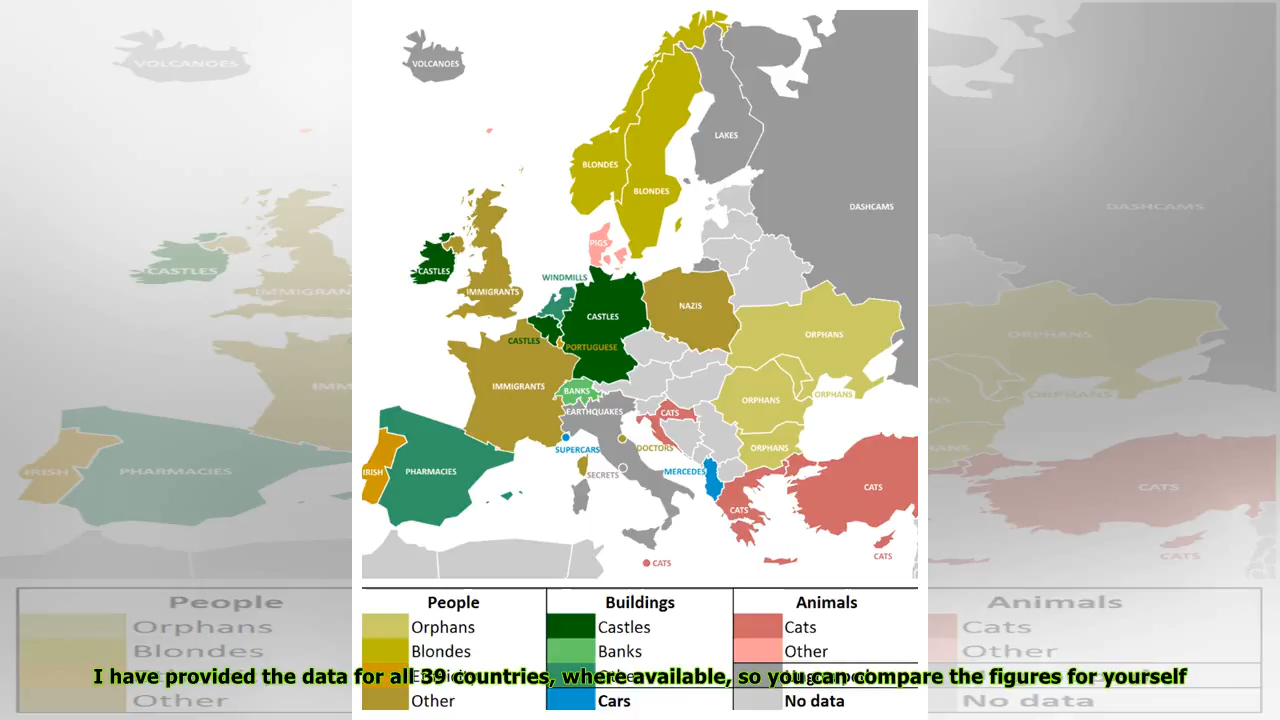 VOLCANOES
LAKES
BLONDES
BLONDES
DASHCAMS
PIGS
CASTLES
WINDMILLS
IMMIGRANTS
NAZIS
CASTLES
ORPHANS
CASTLES
PORTUGUESE
IMMIGRANTS
BANKS
ORPHANS
ORPHANS
EARTHQUAKES
CATS
SUPERCARS
DOCTORS
ORPHANS
IRISH
PHARMACIES
SECRETS
MERCEDES
CATS
CATS
CATS
CATS
People Buildings Animals
Orphans Castles Cats
Blondes Banks Other
I have provided the data for all 39 countries, where available, so you can compare the figures for yourself
Other Cars No data